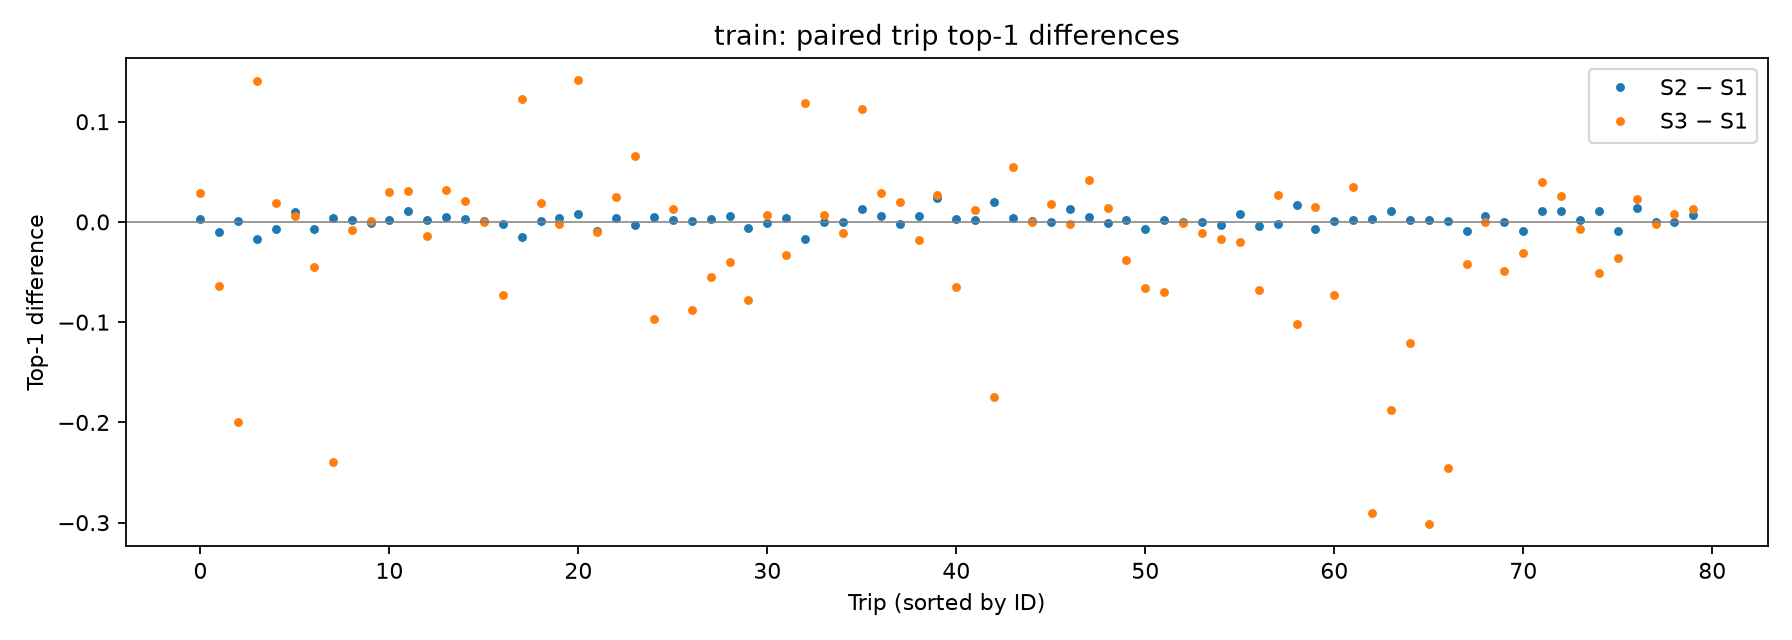 train: paired trip top-1 differences
S2 − S1
S3 − S1
Top-1 difference
0.1
0.0
−0.1
−0.2
−0.3
0 10 20 30 40 50 60 70 80
Trip (sorted by ID)